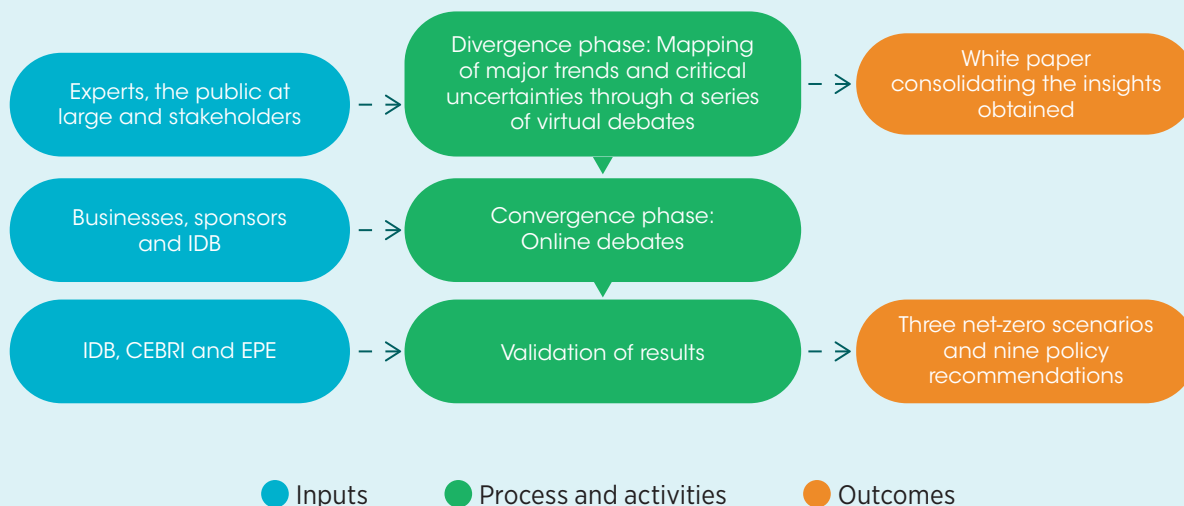 Experts, the public at
large and stakeholders
Divergence phase: Mapping
of major trends and critical
uncertainties through a series
of virtual debates
White paper
consolidating the insights
obtained
Businesses, sponsors
and IDB
Convergence phase:
Online debates
IDB, CEBRI and EPE
Validation of results
Three net-zero scenarios
and nine policy
recommendations
Inputs
Process and activities
Outcomes